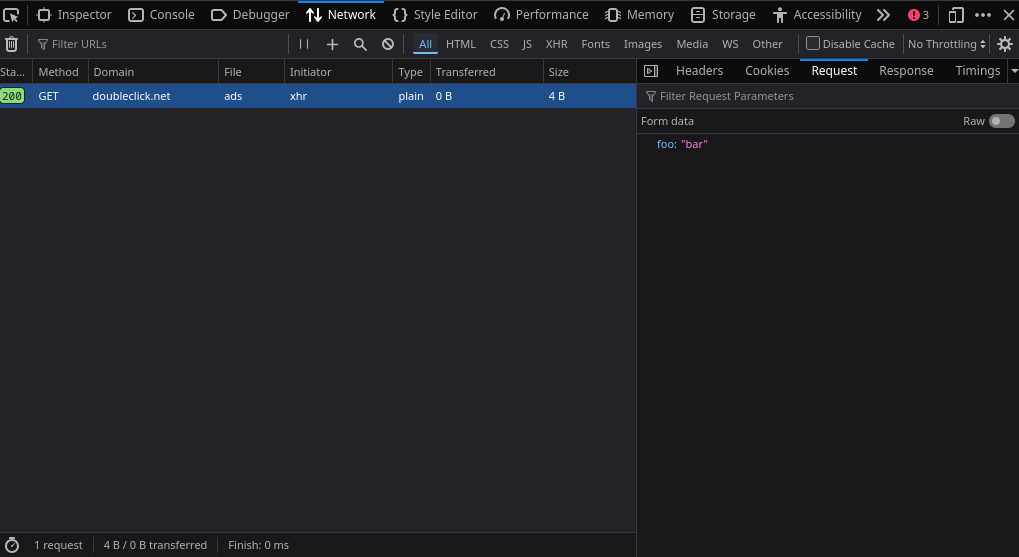 Inspector Console Debugger Network Style Editor Performance Memory Storage Accessibility 3
Filter URLs All HTML CSS JS XHR Fonts Images Media WS Other Disable Cache No Throttling
Sta... Method Domain File Initiator Type Transferred Size
200 GET doubleclick.net ads xhr plain 0 B 4 B
Headers Cookies Request Response Timings
Filter Request Parameters
Form data Raw
foo: "bar"
1 request 4 B / 0 B transferred Finish: 0 ms